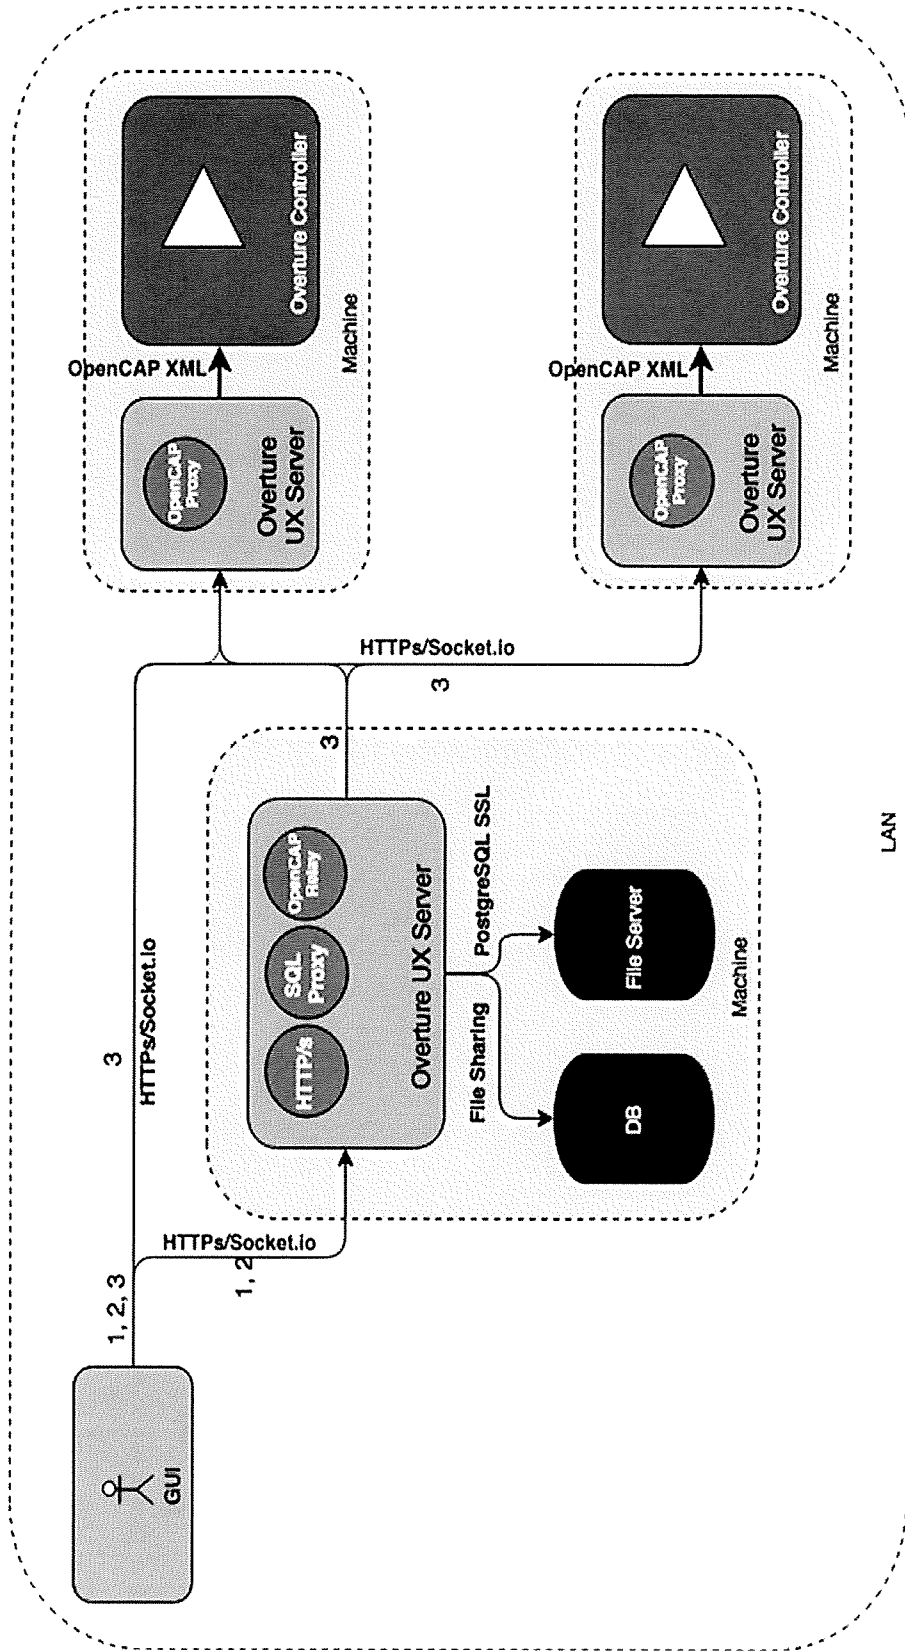 GUI
1, 2, 3
3
HTTPs/Socket.io
HTTPs/Socket.io
1, 2
HTTP/s
SQL
Proxy
OpenCAP
Relay
Overture UX Server
File Sharing
PostgreSQL SSL
DB
File Server
Machine
3
HTTPs/Socket.io
3
OpenCAP
Proxy
Overture
UX Server
OpenCAP XML
Overture Controller
Machine
OpenCAP
Proxy
Overture
UX Server
OpenCAP XML
Overture Controller
Machine
LAN